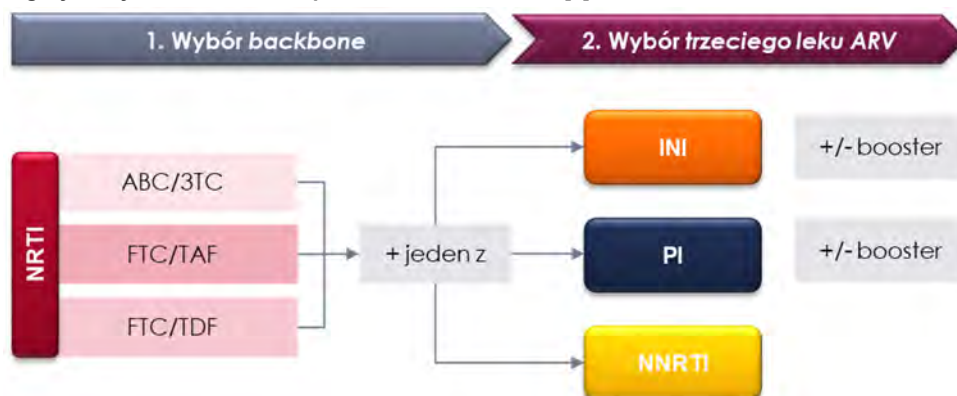 1. Wybór backbone
2. Wybór trzeciego leku ARV
NRTI
ABC/3TC
FTC/TAF
FTC/TDF
+ jeden z
INI
+/- booster
PI
+/- booster
NNRTI